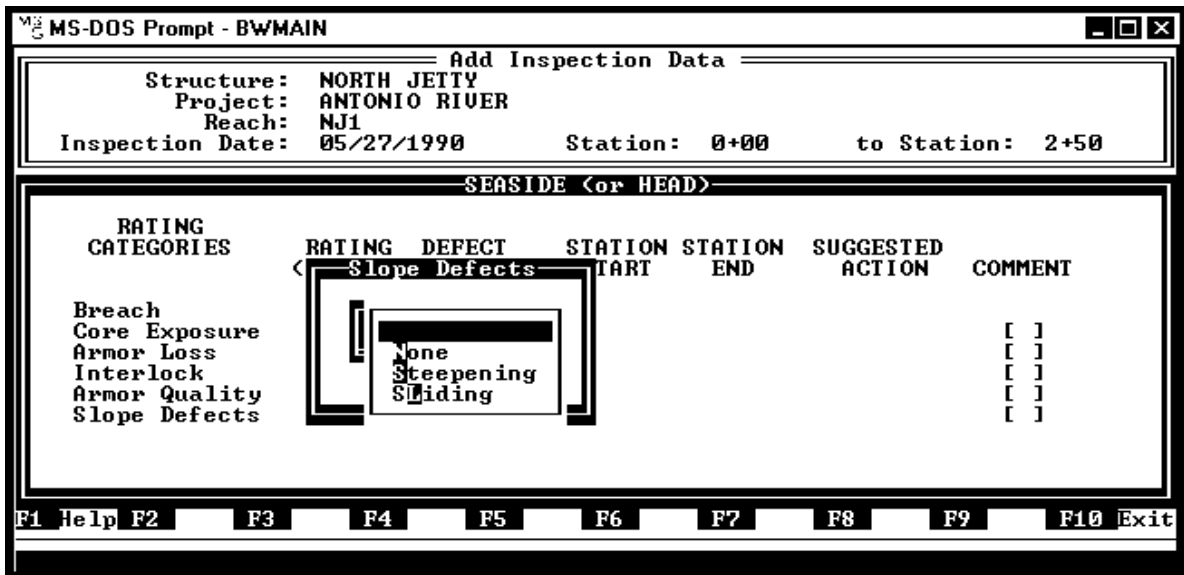 MS-DOS Prompt - BWMAIN
Add Inspection Data
Structure: NORTH JETTY
Project: ANTONIO RIVER
Reach: NJ1
Inspection Date: 05/27/1990 Station: 0+00 to Station: 2+50
SEASIDE (or HEAD)
RATING
CATEGORIES RATING DEFECT STATION STATION SUGGESTED
( Slope Defects TART END ACTION COMMENT
Breach
Core Exposure [ ]
Armor Loss None [ ]
Interlock Steepening [ ]
Armor Quality SLiding [ ]
Slope Defects [ ]
F1 Help F2 F3 F4 F5 F6 F7 F8 F9 F10 Exit